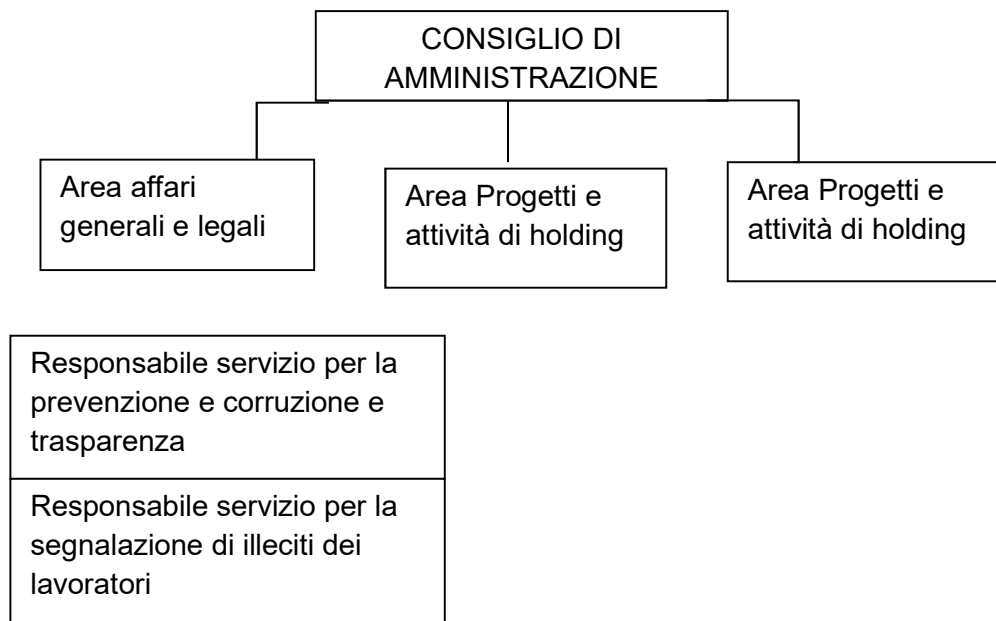 CONSIGLIO DI
AMMINISTRAZIONE
Area affari
generali e legali
Area Progetti e
attività di holding
Area Progetti e
attività di holding
Responsabile servizio per la
prevenzione e corruzione e
trasparenza
Responsabile servizio per la
segnalazione di illeciti dei
lavoratori